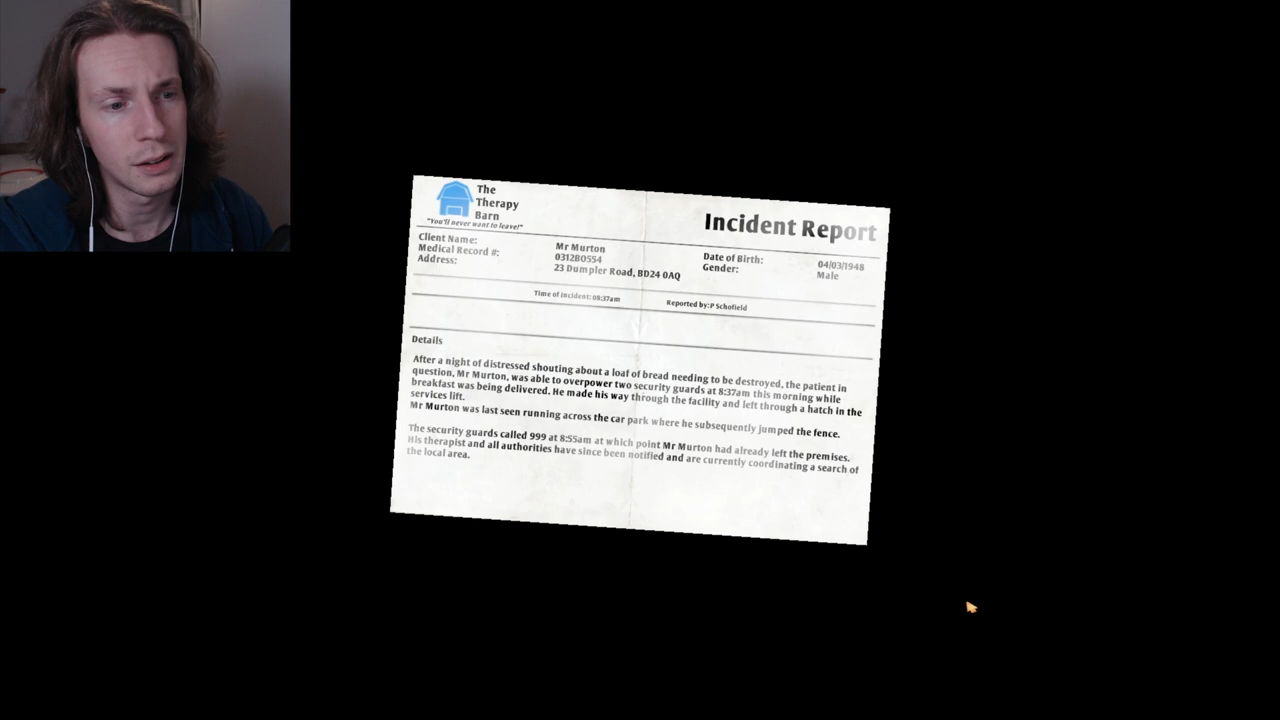 The
Therapy
Barn
"You'll never want to leave!"
Incident Report
Client Name: Mr Murton Date of Birth: 04/03/1948
Medical Record #: 0312B0554 Gender: Male
Address: 23 Dumpler Road, BD24 0AQ
Time of Incident: 08:37am Reported by: P Schofield
Details
After a night of distressed shouting about a loaf of bread needing to be destroyed, the patient in
question, Mr Murton, was able to overpower two security guards at 8:37am this morning while
breakfast was being delivered. He made his way through the facility and left through a hatch in the
services lift.
Mr Murton was last seen running across the car park where he subsequently jumped the fence.
The security guards called 999 at 8:55am at which point Mr Murton had already left the premises.
His therapist and all authorities have since been notified and are currently coordinating a search of
the local area.